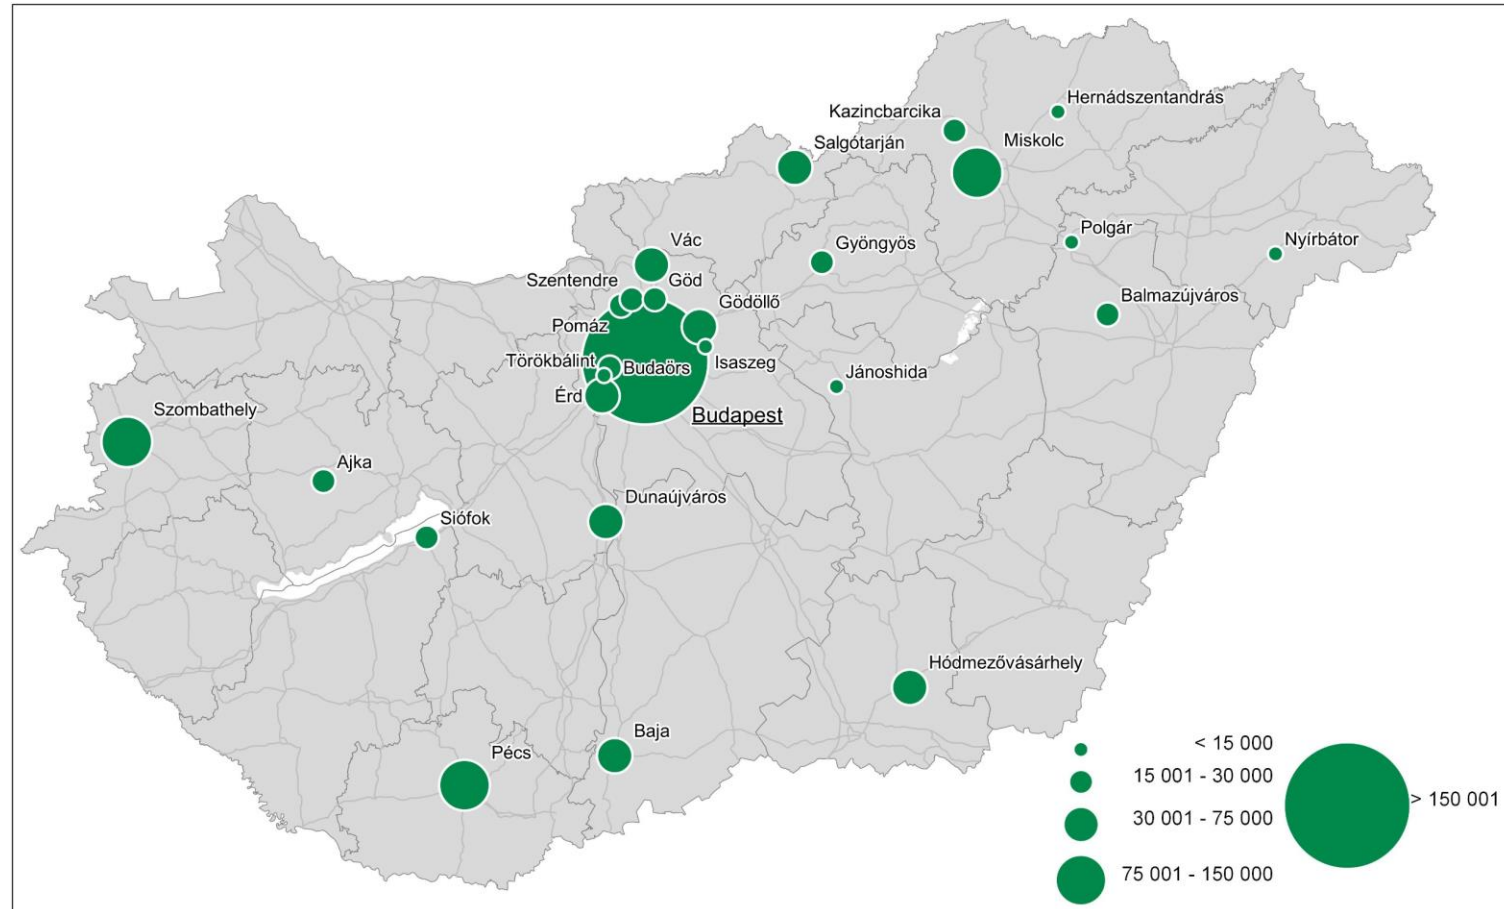 Hernádszentandrás
Kazincbarcika
Salgótarján
Miskolc
Polgár
Nyírbátor
Vác
Gyöngyös
Szentendre
Göd
Balmazújváros
Gödöllő
Pomáz
Törökbálint
Budaörs
Isaszeg
Jánoshida
Érd
Szombathely
Budapest
Ajka
Dunaújváros
Siófok
Hódmezővásárhely
Baja
Pécs
< 15 000
15 001 - 30 000
> 150 001
30 001 - 75 000
75 001 - 150 000